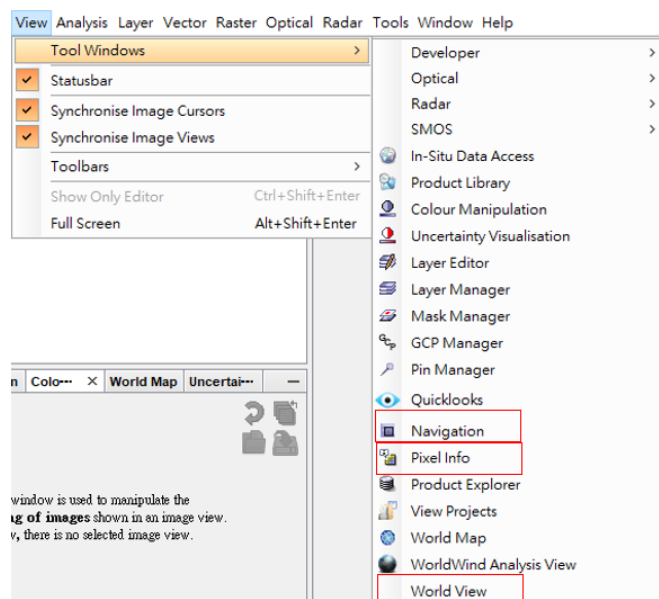 View Analysis Layer Vector Raster Optical Radar Tools Window Help
Tool Windows
Statusbar
Synchronise Image Cursors
Synchronise Image Views
Toolbars
Show Only Editor Ctrl+Shift+Enter
Full Screen Alt+Shift+Enter
Developer
Optical
Radar
SMOS
In-Situ Data Access
Product Library
Colour Manipulation
Uncertainty Visualisation
Layer Editor
Layer Manager
Mask Manager
GCP Manager
Pin Manager
Quicklooks
Navigation
Pixel Info
Product Explorer
View Projects
World Map
WorldWind Analysis View
World View
n Colo··· × World Map Uncertai··· –
window is used to manipulate the
g of images shown in an image view.
, there is no selected image view.